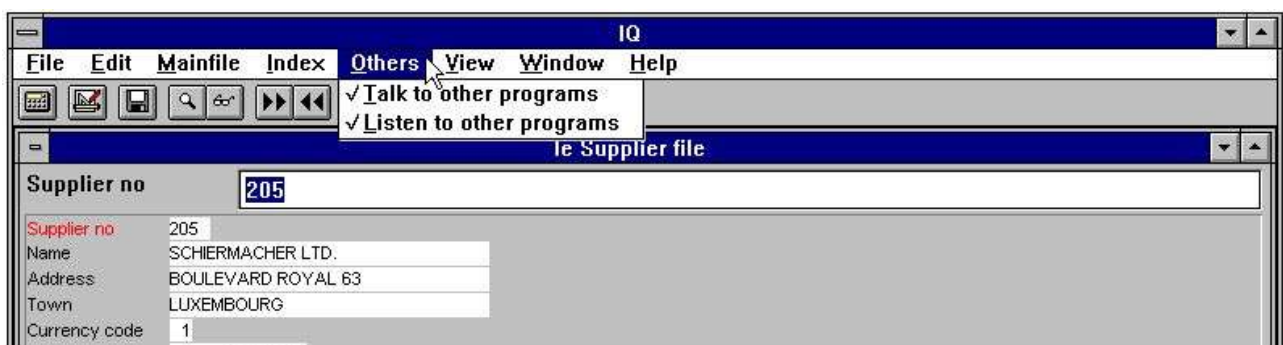 IQ
File Edit Mainfile Index Others View Window Help
Talk to other programs
Listen to other programs
le Supplier file
Supplier no 205
Supplier no 205
Name SCHIERMACHER LTD.
Address BOULEVARD ROYAL 63
Town LUXEMBOURG
Currency code 1